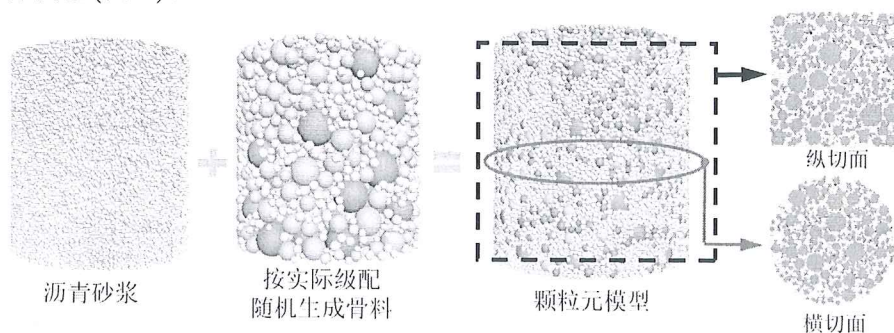 沥青砂浆
按实际级配
随机生成骨料
颗粒元模型
纵切面
横切面